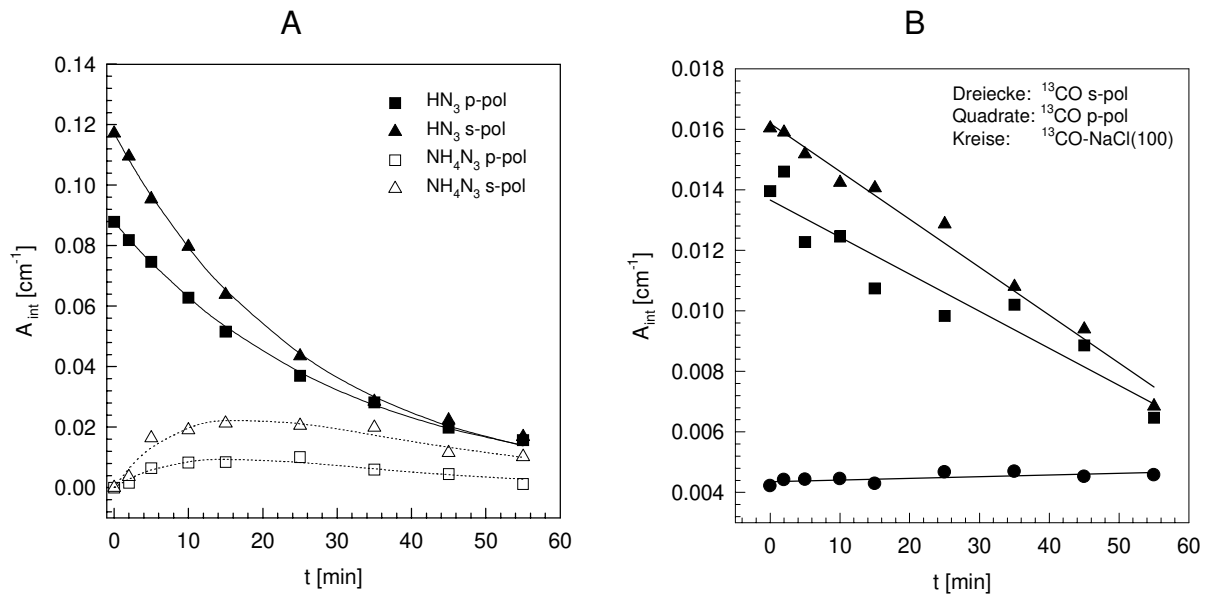 A
0.14
0.12
0.10
0.08
0.06
0.04
0.02
0.00
A_int [cm⁻¹]
HN₃ p-pol
HN₃ s-pol
NH₄N₃ p-pol
NH₄N₃ s-pol
0 10 20 30 40 50 60
t [min]
B
0.018
0.016
0.014
0.012
0.010
0.008
0.006
0.004
A_int [cm⁻¹]
Dreiecke: ¹³CO s-pol
Quadrate: ¹³CO p-pol
Kreise: ¹³CO-NaCl(100)
0 10 20 30 40 50 60
t [min]